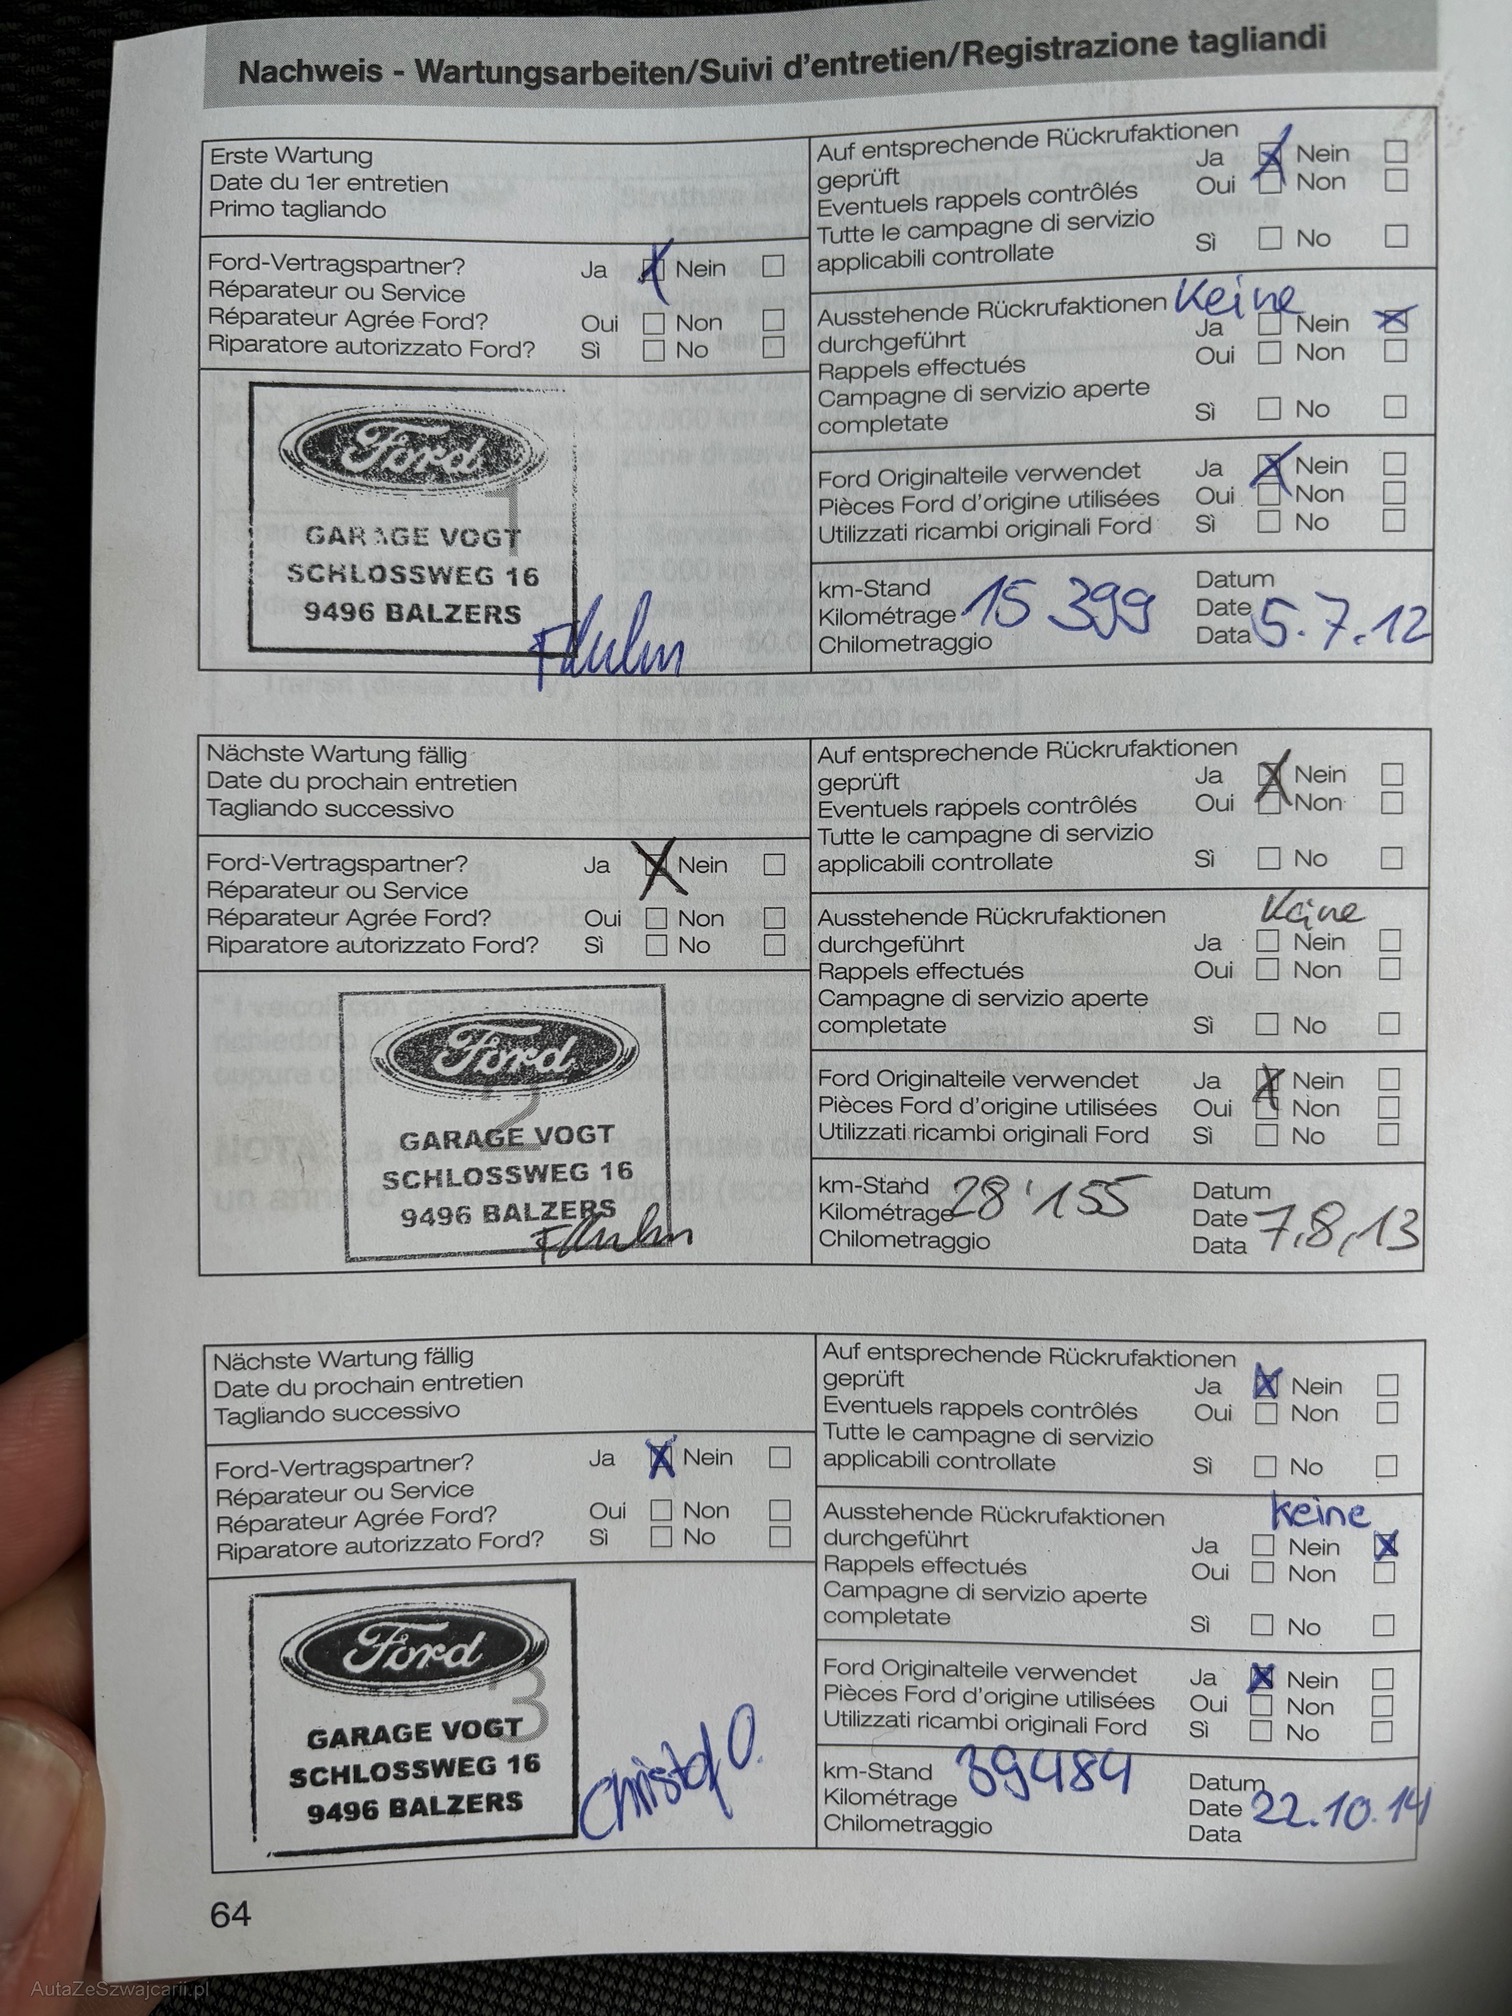 Nachweis - Wartungsarbeiten/Suivi d'entretien/Registrazione tagliandi
Erste Wartung
Date du 1er entretien
Primo tagliando
Ford-Vertragspartner? Ja Nein
Réparateur ou Service
Réparateur Agrée Ford? Oui Non
Riparatore autorizzato Ford? Sì No
Ford
1
GARAGE VOGT
SCHLOSSWEG 16
9496 BALZERS
Auf entsprechende Rückrufaktionen
geprüft Ja Nein
Eventuels rappels contrôlés Oui Non
Tutte le campagne di servizio
applicabili controllate Sì No
Ausstehende Rückrufaktionen Keine
durchgeführt Ja Nein
Rappels effectués Oui Non
Campagne di servizio aperte
completate Sì No
Ford Originalteile verwendet Ja Nein
Pièces Ford d'origine utilisées Oui Non
Utilizzati ricambi originali Ford Sì No
km-Stand
Kilométrage 15 399
Chilometraggio
Datum
Date 5.7.12
Data
Nächste Wartung fällig
Date du prochain entretien
Tagliando successivo
Ford-Vertragspartner? Ja Nein
Réparateur ou Service
Réparateur Agrée Ford? Oui Non
Riparatore autorizzato Ford? Sì No
Ford
2
GARAGE VOGT
SCHLOSSWEG 16
9496 BALZERS
Auf entsprechende Rückrufaktionen
geprüft Ja Nein
Eventuels rappels contrôlés Oui Non
Tutte le campagne di servizio
applicabili controllate Sì No
Ausstehende Rückrufaktionen Keine
durchgeführt Ja Nein
Rappels effectués Oui Non
Campagne di servizio aperte
completate Sì No
Ford Originalteile verwendet Ja Nein
Pièces Ford d'origine utilisées Oui Non
Utilizzati ricambi originali Ford Sì No
km-Stand
Kilométrage 28'155
Chilometraggio
Datum
Date 7,8,13
Data
Nächste Wartung fällig
Date du prochain entretien
Tagliando successivo
Ford-Vertragspartner? Ja Nein
Réparateur ou Service
Réparateur Agrée Ford? Oui Non
Riparatore autorizzato Ford? Sì No
Ford
3
GARAGE VOGT
SCHLOSSWEG 16
9496 BALZERS
Christof O.
Auf entsprechende Rückrufaktionen
geprüft Ja Nein
Eventuels rappels contrôlés Oui Non
Tutte le campagne di servizio
applicabili controllate Sì No
Ausstehende Rückrufaktionen keine
durchgeführt Ja Nein
Rappels effectués Oui Non
Campagne di servizio aperte
completate Sì No
Ford Originalteile verwendet Ja Nein
Pièces Ford d'origine utilisées Oui Non
Utilizzati ricambi originali Ford Sì No
km-Stand 39484
Kilométrage
Chilometraggio
Datum
Date 22.10.14
Data
64
AutaZeSzwajcarii.pl